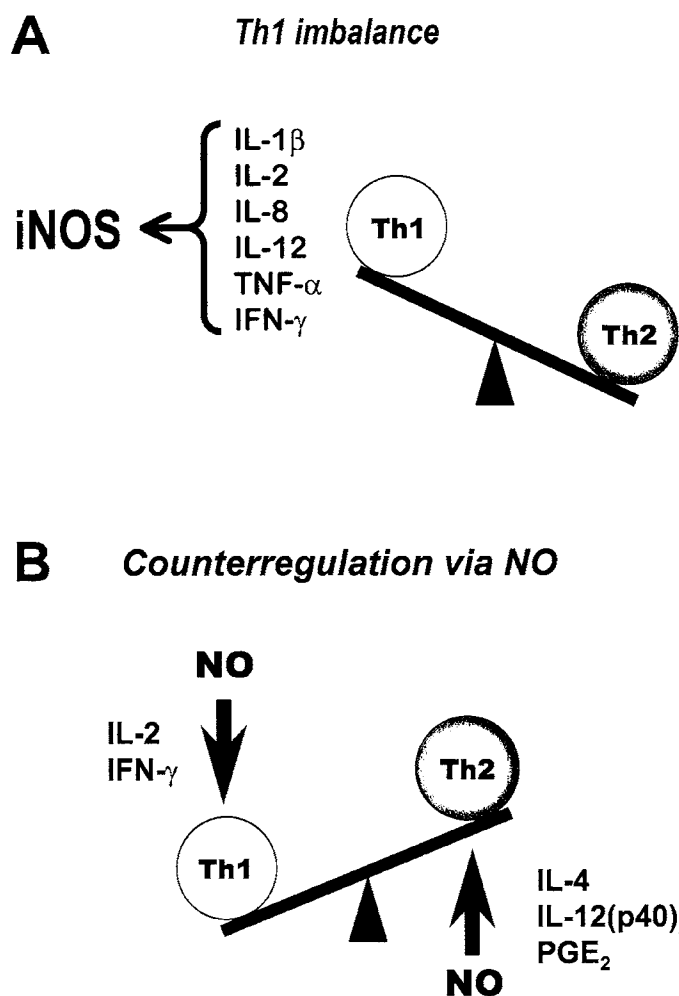 A
Th1 imbalance
IL-1β
IL-2
IL-8
IL-12
TNF-α
IFN-γ
iNOS
Th1
Th2
B
Counterregulation via NO
NO
IL-2
IFN-γ
Th2
Th1
IL-4
IL-12(p40)
PGE₂
NO